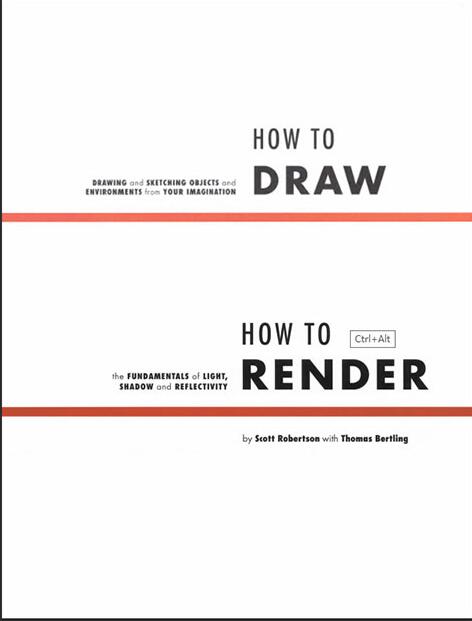 HOW TO
DRAW
DRAWING and SKETCHING OBJECTS and
ENVIRONMENTS from YOUR IMAGINATION
HOW TO
Ctrl+Alt
RENDER
the FUNDAMENTALS of LIGHT,
SHADOW and REFLECTIVITY
by Scott Robertson with Thomas Bertling